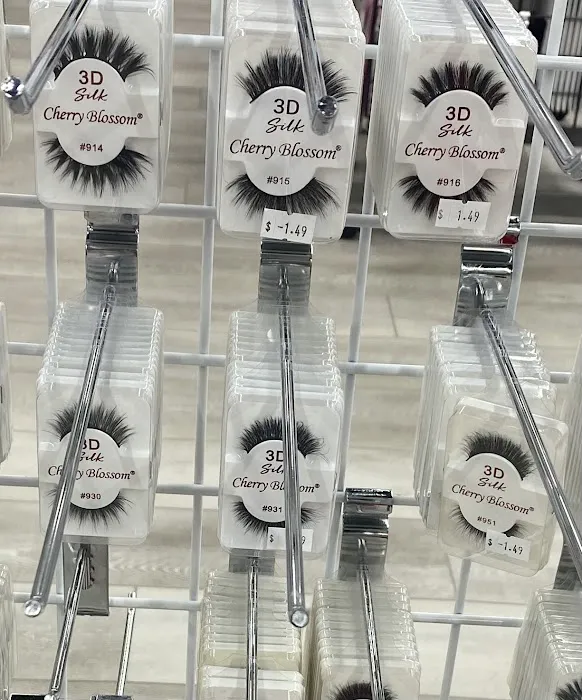 3D
Silk
Cherry Blossom®
#914
3D
Silk
Cherry Blossom®
#915
$ -1.49
3D
Silk
Cherry Blossom®
#916
$ 1.49
3D
Silk
Cherry Blossom®
#930
3D
Silk
Cherry Blossom®
#931
$ 9
3D
Silk
Cherry Blossom®
#951
$ -1.49